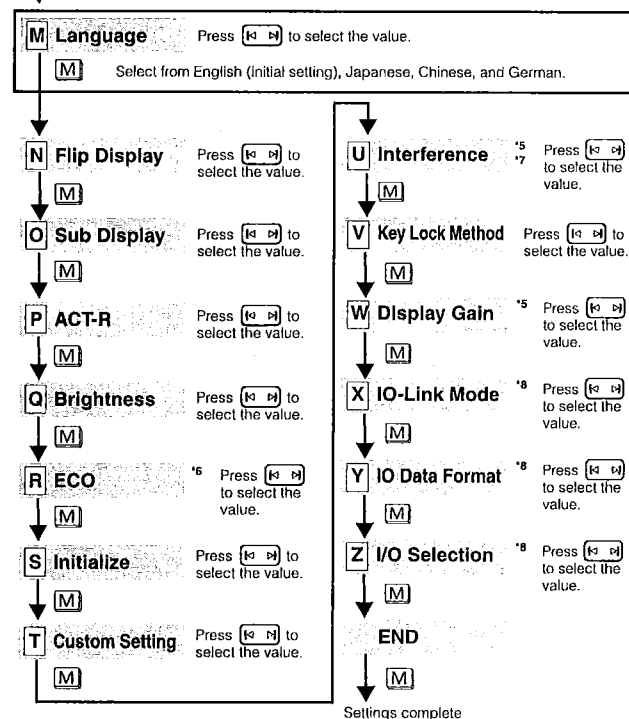 M Language Press to select the value.
M Select from English (initial setting), Japanese, Chinese, and German.
N Flip Display Press to
select the value.
M
O Sub Display Press to
select the value.
M
P ACT-R Press to
select the value.
M
Q Brightness Press to
select the value.
M
R ECO *6 Press
to select the
value.
M
S Initialize Press to
select the value.
M
T Custom Setting Press to
select the value.
M
U Interference *5 *7 Press
to select the
value.
M
V Key Lock Method Press to
select the value.
M
W Display Gain *5 Press
to select the
value.
M
X IO-Link Mode *8 Press
to select the
value.
M
Y IO Data Format *8 Press
to select the
value.
M
Z I/O Selection *8 Press
to select the
value.
M
END
M
Settings complete